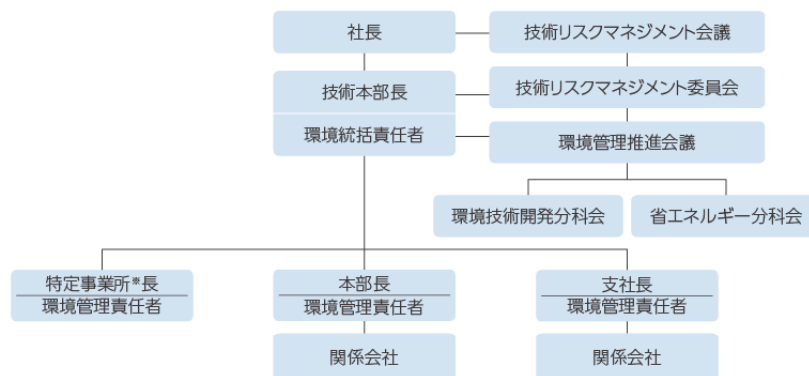 社長
技術リスクマネジメント会議
技術本部長
技術リスクマネジメント委員会
環境統括責任者
環境管理推進会議
環境技術開発分科会
省エネルギー分科会
特定事業所※長
環境管理責任者
本部長
環境管理責任者
支社長
環境管理責任者
関係会社
関係会社